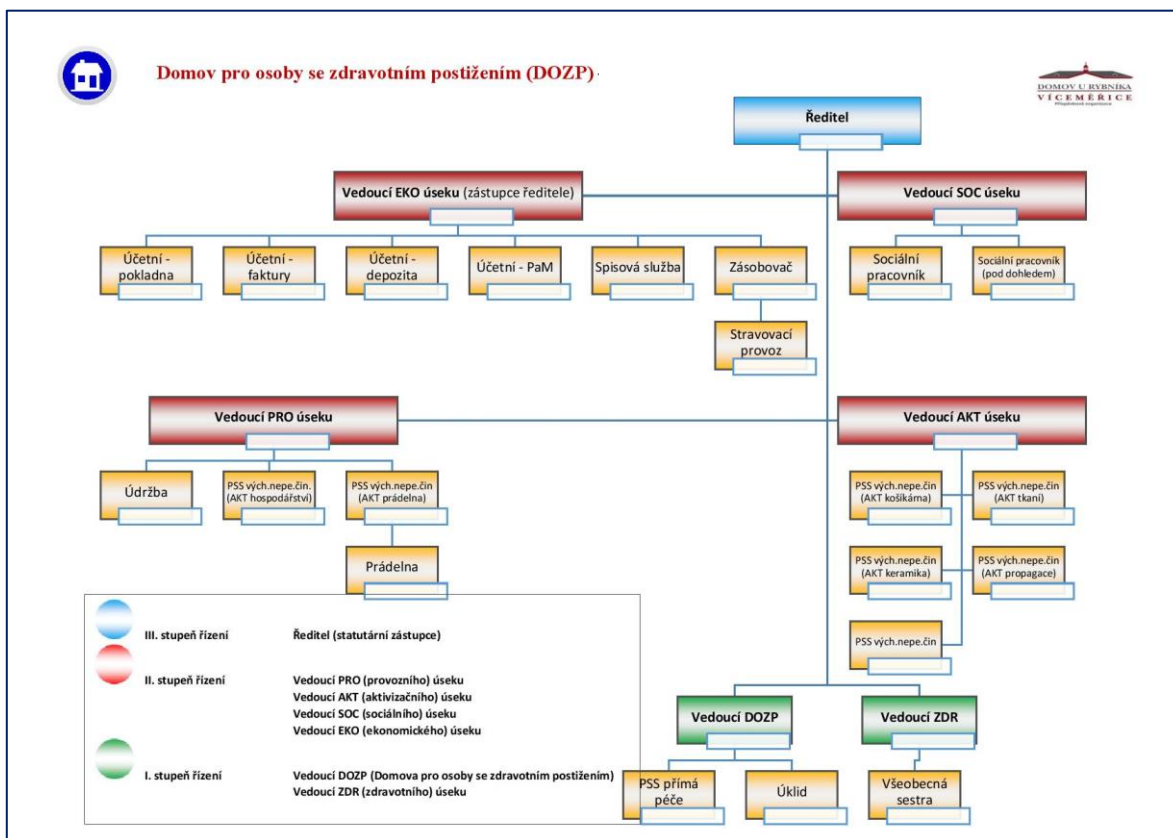 Domov pro osoby se zdravotním postižením (DOZP) -
DOMOV U RYBNÍKA
VÍCEMĚŘICE
Příspěvková organizace
Ředitel
Vedoucí EKO úseku (zástupce ředitele)
Vedoucí SOC úseku
Účetní -
pokladna
Účetní -
faktury
Účetní -
depozita
Účetní - PaM
Spisová služba
Zásobovač
Sociální
pracovník
Sociální pracovník
(pod dohledem)
Stravovací
provoz
Vedoucí PRO úseku
Vedoucí AKT úseku
Údržba
PSS vých.nepe.čin.
(AKT hospodářství)
PSS vých.nepe.čin
(AKT prádelna)
PSS vých.nepe.čin
(AKT košíkárna)
PSS vých.nepe.čin
(AKT tkaní)
Prádelna
PSS vých.nepe.čin
(AKT keramika)
PSS vých.nepe.čin
(AKT propagace)
PSS vých.nepe.čin
III. stupeň řízení Ředitel (statutární zástupce)
II. stupeň řízení Vedoucí PRO (provozního) úseku
Vedoucí AKT (aktivizačního) úseku
Vedoucí SOC (sociálního) úseku
Vedoucí EKO (ekonomického) úseku
I. stupeň řízení Vedoucí DOZP (Domova pro osoby se zdravotním postižením)
Vedoucí ZDR (zdravotního) úseku
Vedoucí DOZP
Vedoucí ZDR
PSS přímá
péče
Úklid
Všeobecná
sestra